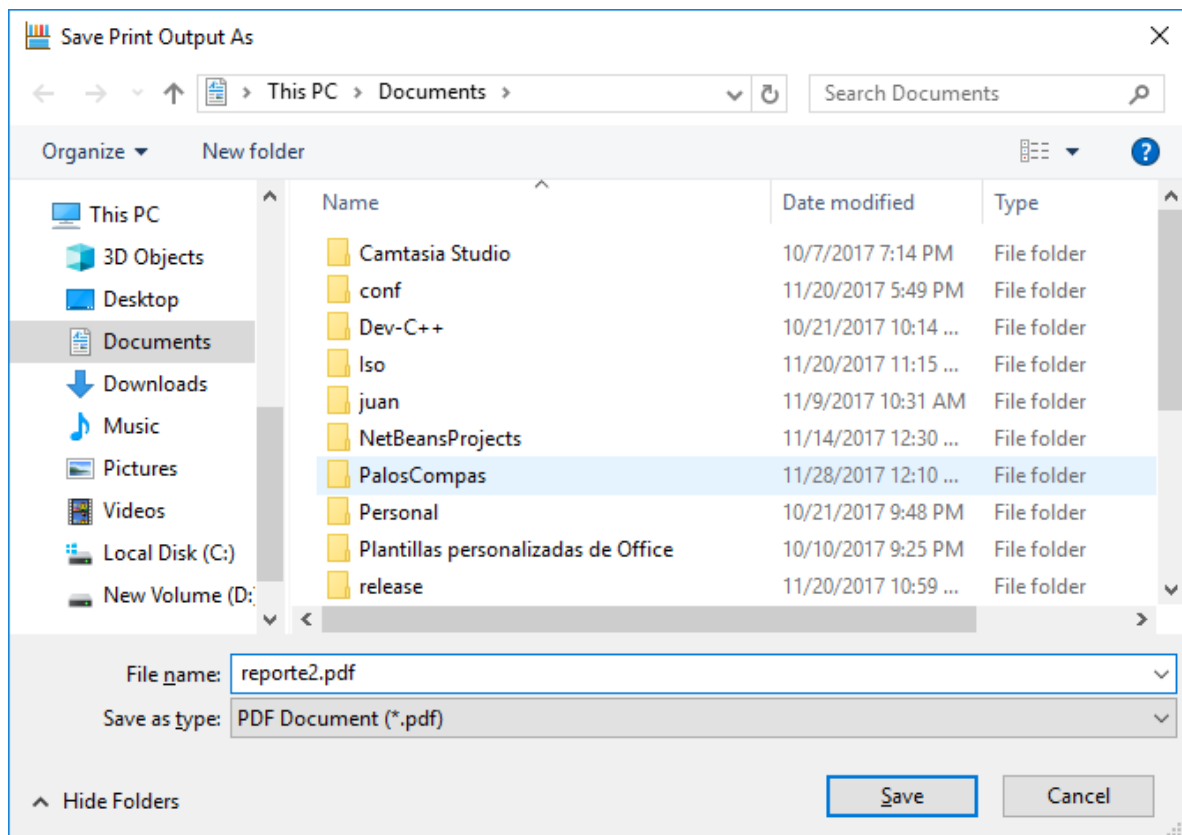 Save Print Output As
This PC > Documents >
Search Documents
Organize
New folder
This PC
3D Objects
Desktop
Documents
Downloads
Music
Pictures
Videos
Local Disk (C:)
New Volume (D:
Name Date modified Type
Camtasia Studio 10/7/2017 7:14 PM File folder
conf 11/20/2017 5:49 PM File folder
Dev-C++ 10/21/2017 10:14 ... File folder
Iso 11/20/2017 11:15 ... File folder
juan 11/9/2017 10:31 AM File folder
NetBeansProjects 11/14/2017 12:30 ... File folder
PalosCompas 11/28/2017 12:10 ... File folder
Personal 10/21/2017 9:48 PM File folder
Plantillas personalizadas de Office 10/10/2017 9:25 PM File folder
release 11/20/2017 10:59 ... File folder
File name: reporte2.pdf
Save as type: PDF Document (*.pdf)
Hide Folders
Save
Cancel